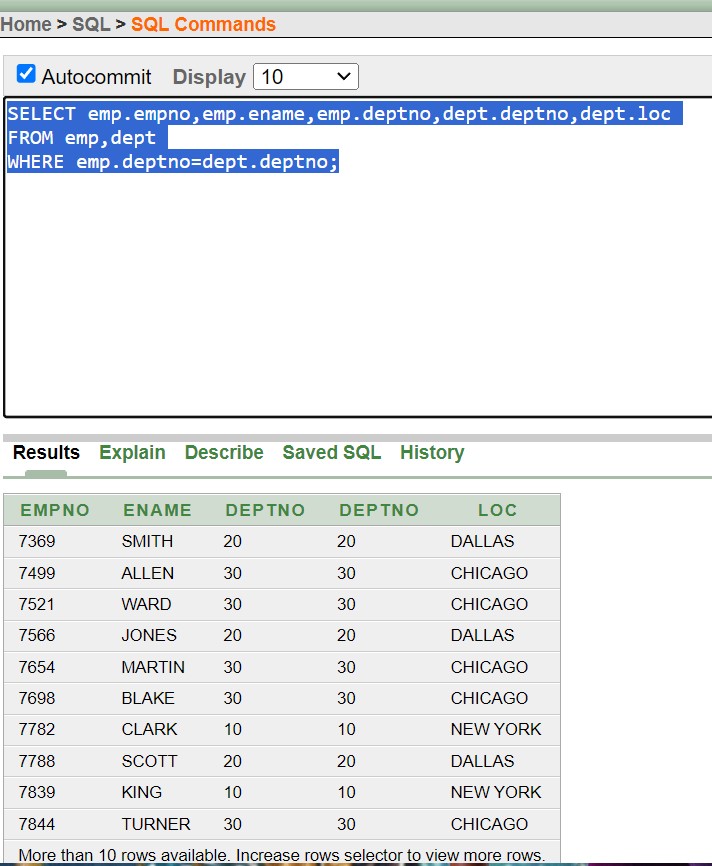 Home > SQL > SQL Commands
Autocommit Display 10
SELECT emp.empno,emp.ename,emp.deptno,dept.deptno,dept.loc
FROM emp,dept
WHERE emp.deptno=dept.deptno;
Results Explain Describe Saved SQL History
EMPNO ENAME DEPTNO DEPTNO LOC
7369 SMITH 20 20 DALLAS
7499 ALLEN 30 30 CHICAGO
7521 WARD 30 30 CHICAGO
7566 JONES 20 20 DALLAS
7654 MARTIN 30 30 CHICAGO
7698 BLAKE 30 30 CHICAGO
7782 CLARK 10 10 NEW YORK
7788 SCOTT 20 20 DALLAS
7839 KING 10 10 NEW YORK
7844 TURNER 30 30 CHICAGO
More than 10 rows available. Increase rows selector to view more rows.